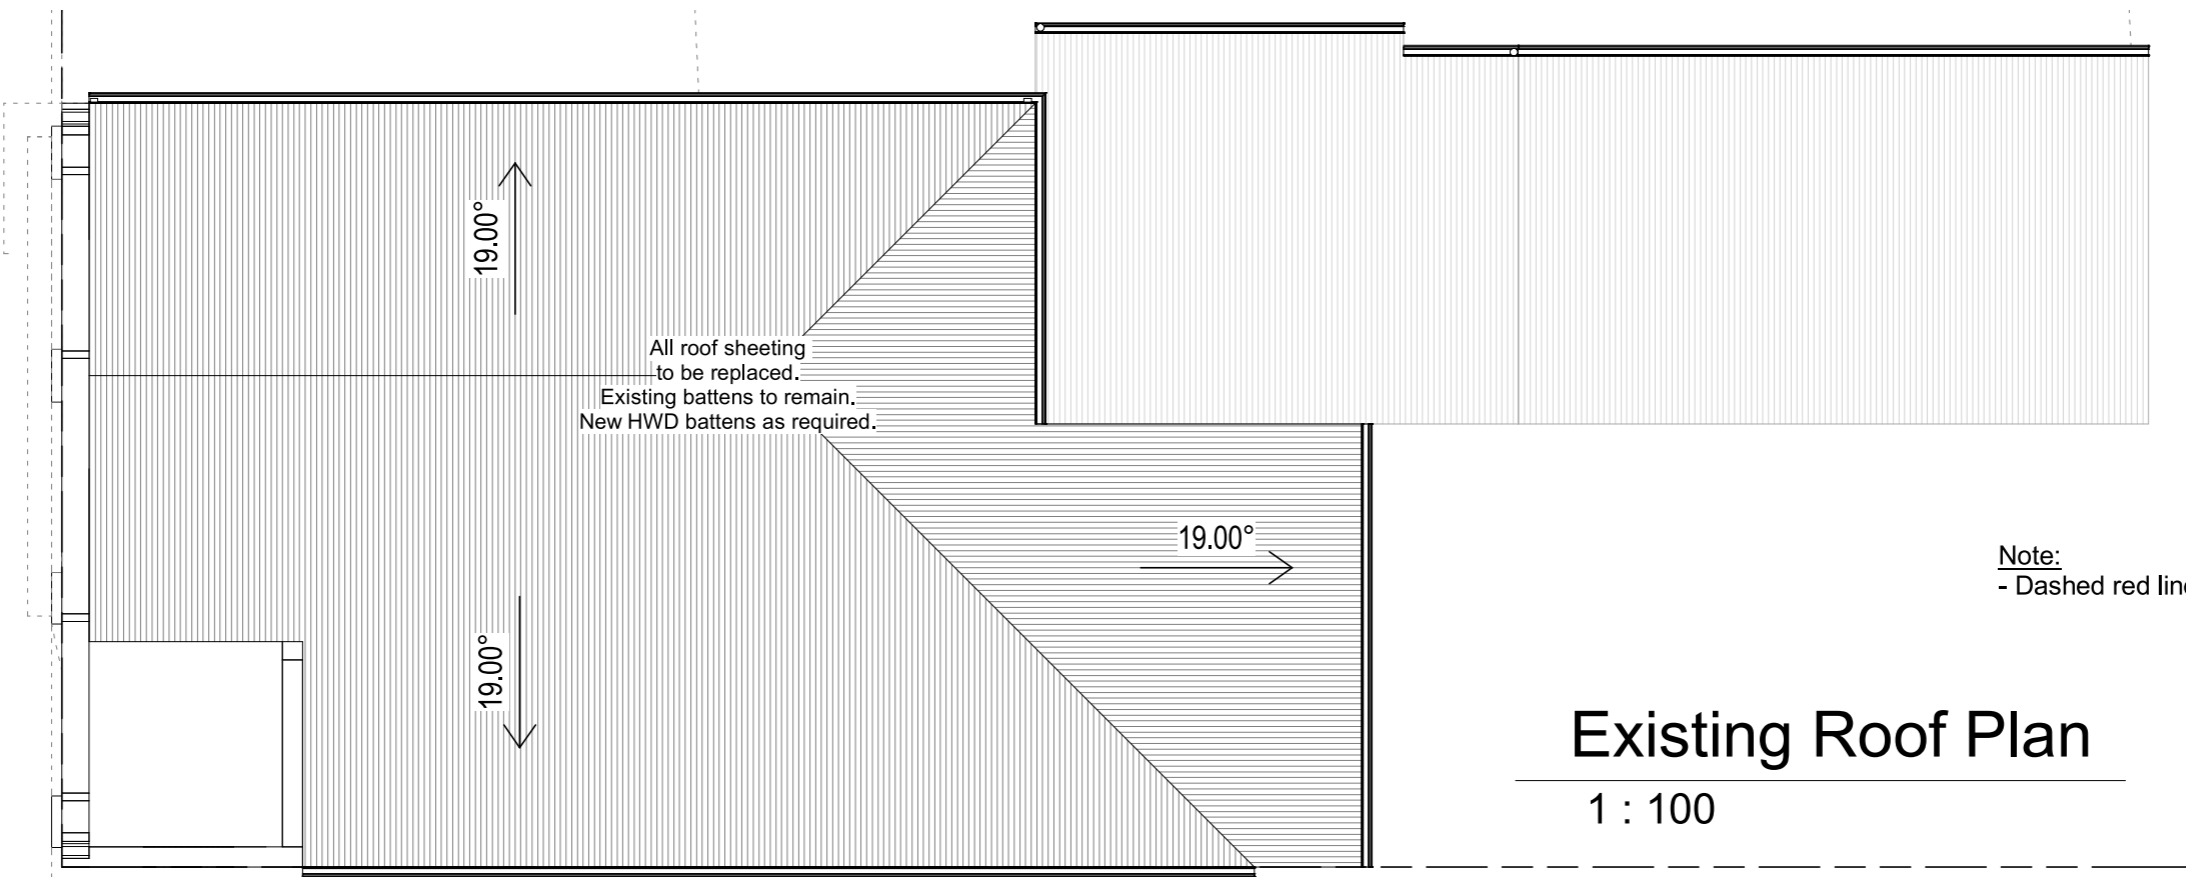 19.00°
All roof sheeting
to be replaced.
Existing battens to remain.
New HWD battens as required.
19.00°
19.00°
Note:
- Dashed red
Existing Roof Plan
1 : 100